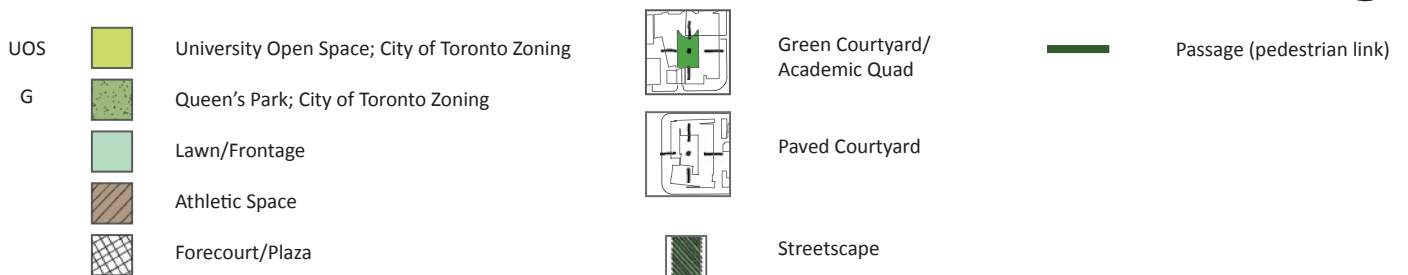 UOS University Open Space; City of Toronto Zoning
G Queen's Park; City of Toronto Zoning
Lawn/Frontage
Athletic Space
Forecourt/Plaza
Green Courtyard/
Academic Quad
Paved Courtyard
Streetscape
Passage (pedestrian link)